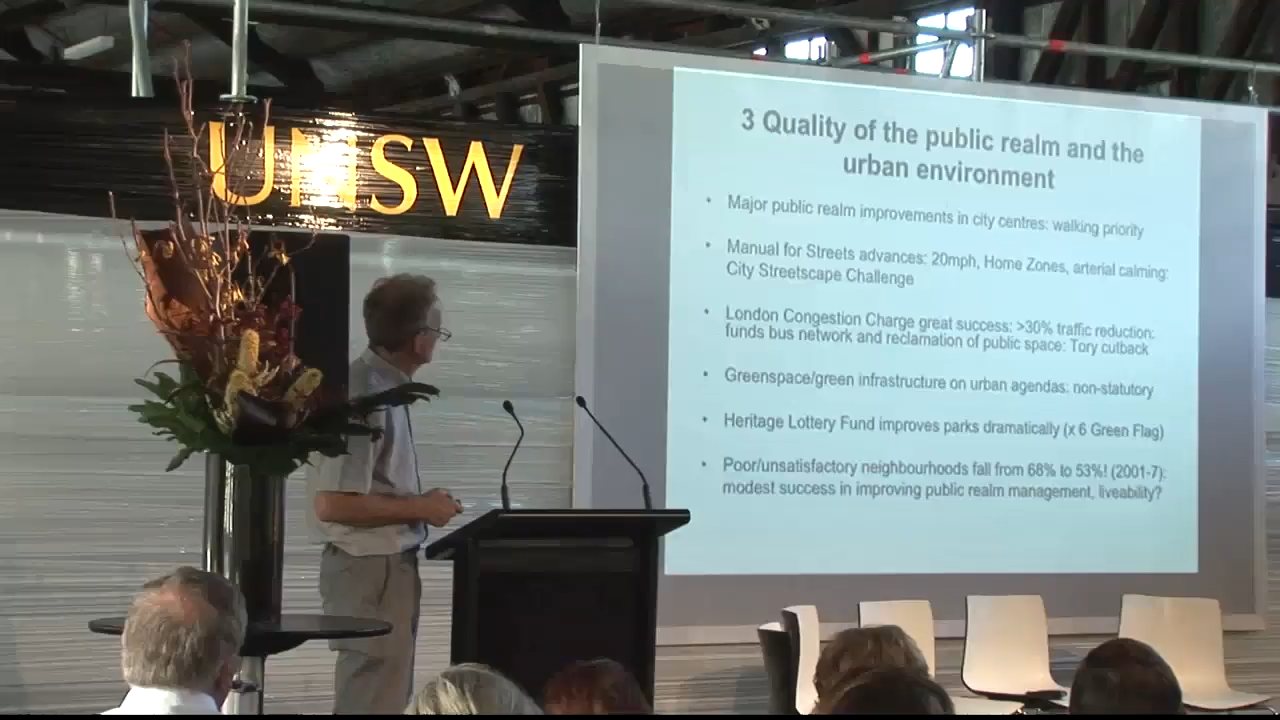 UNSW
3 Quality of the public realm and the
urban environment
• Major public realm improvements in city centres: walking priority
• Manual for Streets advances: 20mph, Home Zones, arterial calming:
City Streetscape Challenge
• London Congestion Charge great success: >30% traffic reduction:
funds bus network and reclamation of public space: Tory cutback
• Greenspace/green infrastructure on urban agendas: non-statutory
• Heritage Lottery Fund improves parks dramatically (x 6 Green Flag)
• Poor/unsatisfactory neighbourhoods fall from 68% to 53%! (2001-7):
modest success in improving public realm management, liveability?